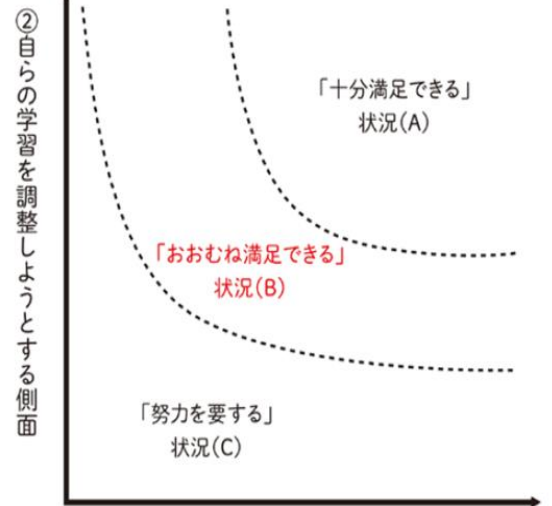 ②自らの学習を調整しようとする側面
「十分満足できる」
状況(A)
「おおむね満足できる」
状況(B)
「努力を要する」
状況(C)